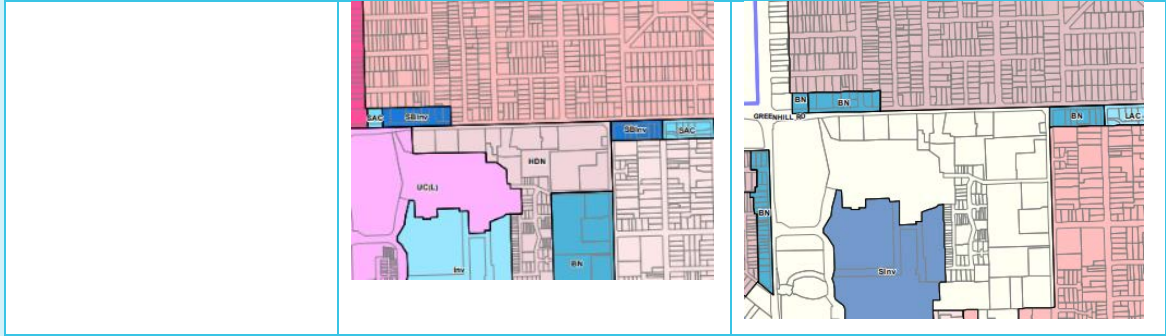 SAC
SBInv
SBInv
SAC
HDN
UC(L)
Inv
BN
BN
BN
GREENHILL RD
BN
LAC
BN
SInv